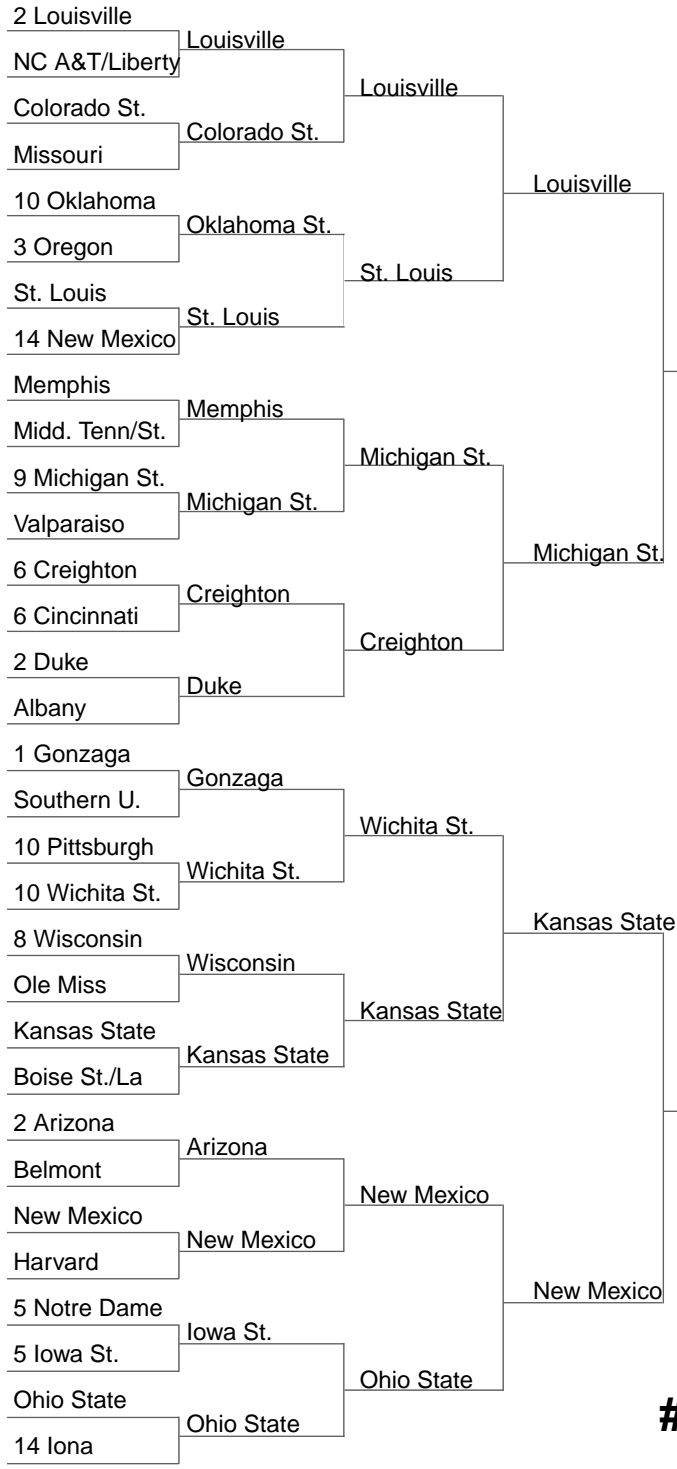 2 Louisville
Louisville
NC A&T/Liberty
Louisville
Colorado St.
Colorado St.
Missouri
Louisville
10 Oklahoma
Oklahoma St.
3 Oregon
St. Louis
St. Louis
St. Louis
14 New Mexico
Memphis
Memphis
Midd. Tenn/St.
Michigan St.
9 Michigan St.
Michigan St.
Valparaiso
Michigan St.
6 Creighton
Creighton
6 Cincinnati
Creighton
2 Duke
Duke
Albany
1 Gonzaga
Gonzaga
Southern U.
Wichita St.
10 Pittsburgh
Wichita St.
10 Wichita St.
Kansas State
8 Wisconsin
Wisconsin
Ole Miss
Kansas State
Kansas State
Kansas State
Boise St./La
2 Arizona
Arizona
Belmont
New Mexico
New Mexico
New Mexico
Harvard
New Mexico
5 Notre Dame
Iowa St.
5 Iowa St.
Ohio State
Ohio State
Ohio State
14 Iona
#